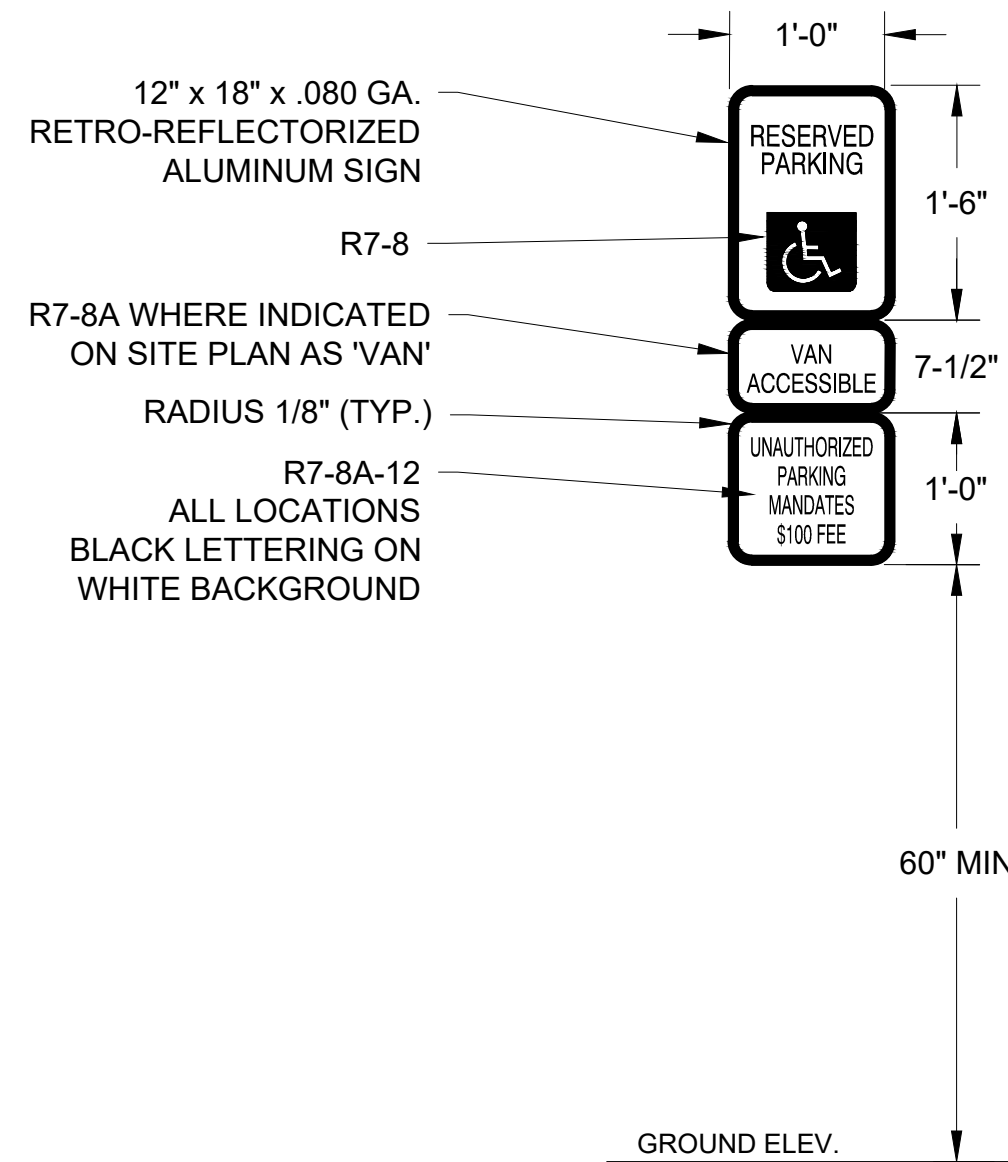 1'-0"
12" x 18" x .080 GA.
RETRO-REFLECTORIZED
ALUMINUM SIGN
RESERVED
PARKING
1'-6"
R7-8
R7-8A WHERE INDICATED
ON SITE PLAN AS 'VAN'
VAN
ACCESSIBLE
7-1/2"
RADIUS 1/8" (TYP.)
R7-8A-12
ALL LOCATIONS
BLACK LETTERING ON
WHITE BACKGROUND
UNAUTHORIZED
PARKING
MANDATES
$100 FEE
1'-0"
60" MIN
GROUND ELEV.